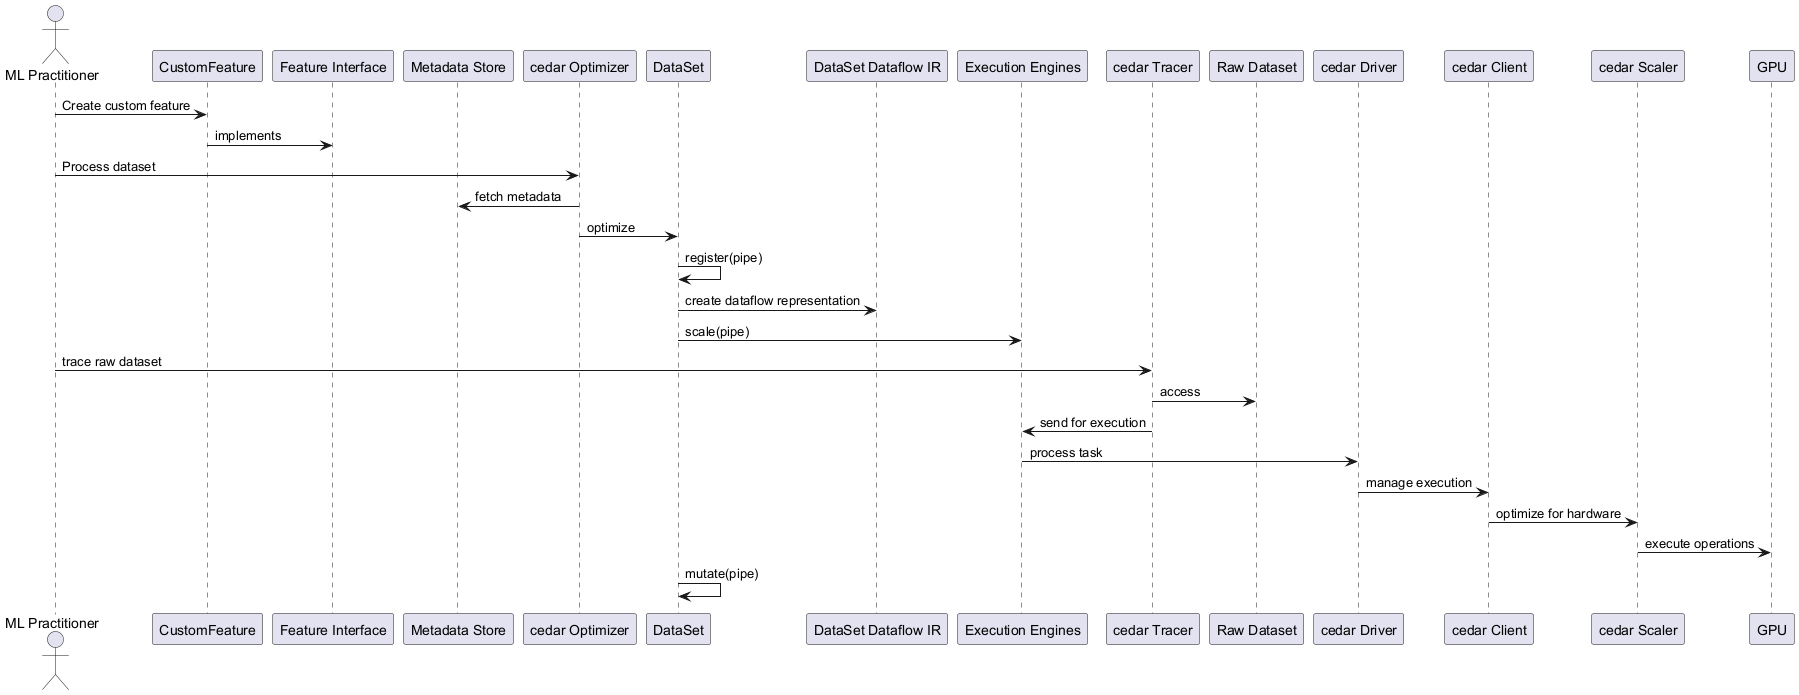 ML Practitioner
CustomFeature
Feature Interface
Metadata Store
cedar Optimizer
DataSet
DataSet Dataflow IR
Execution Engines
cedar Tracer
Raw Dataset
cedar Driver
cedar Client
cedar Scaler
GPU
Create custom feature
implements
Process dataset
fetch metadata
optimize
register(pipe)
create dataflow representation
scale(pipe)
trace raw dataset
access
send for execution
process task
manage execution
optimize for hardware
execute operations
mutate(pipe)
ML Practitioner
CustomFeature
Feature Interface
Metadata Store
cedar Optimizer
DataSet
DataSet Dataflow IR
Execution Engines
cedar Tracer
Raw Dataset
cedar Driver
cedar Client
cedar Scaler
GPU